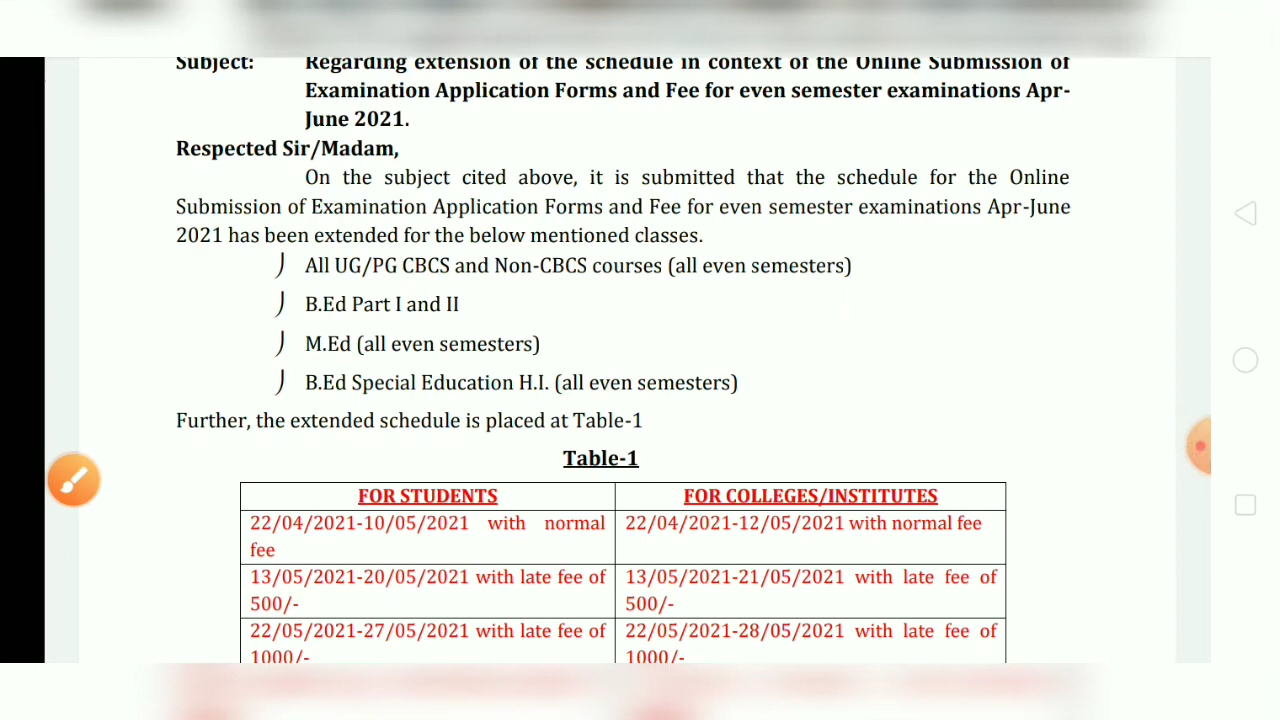 Subject: Regarding extension of the schedule in context of the Online Submission of
Examination Application Forms and Fee for even semester examinations Apr-
June 2021.
Respected Sir/Madam,
On the subject cited above, it is submitted that the schedule for the Online
Submission of Examination Application Forms and Fee for even semester examinations Apr-June
2021 has been extended for the below mentioned classes.
) All UG/PG CBCS and Non-CBCS courses (all even semesters)
) B.Ed Part I and II
) M.Ed (all even semesters)
) B.Ed Special Education H.I. (all even semesters)
Further, the extended schedule is placed at Table-1
Table-1
FOR STUDENTS FOR COLLEGES/INSTITUTES
22/04/2021-10/05/2021 with normal
fee
22/04/2021-12/05/2021 with normal fee
13/05/2021-20/05/2021 with late fee of
500/-
13/05/2021-21/05/2021 with late fee of
500/-
22/05/2021-27/05/2021 with late fee of
1000/-
22/05/2021-28/05/2021 with late fee of
1000/-